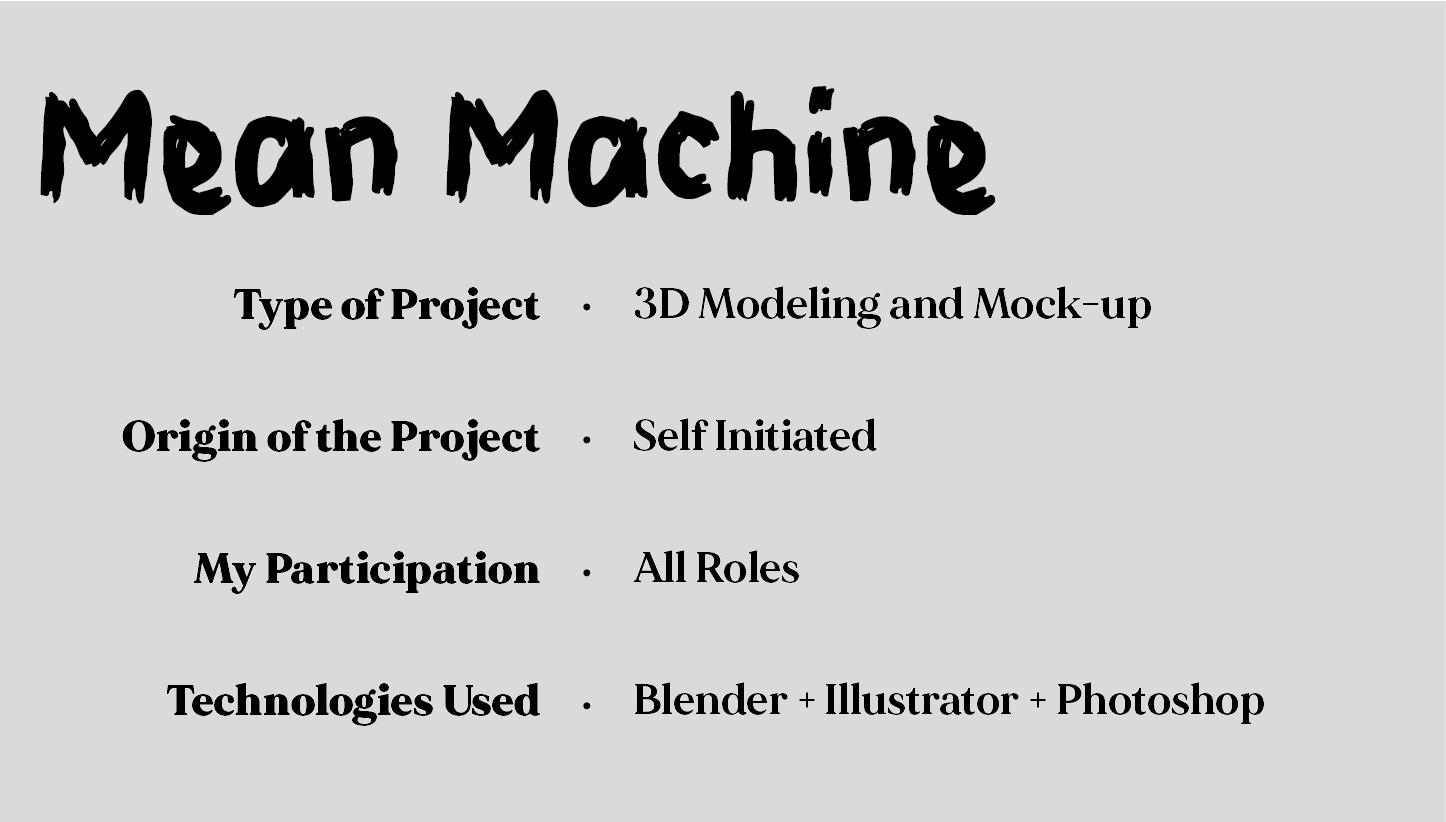 Mean Machine
Type of Project · 3D Modeling and Mock-up
Origin of the Project · Self Initiated
My Participation · All Roles
Technologies Used · Blender + Illustrator + Photoshop